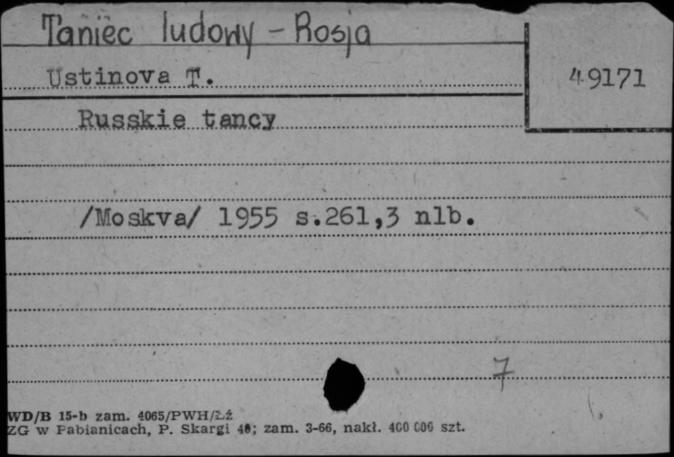 Taniec ludowy - Rosja
Ustinova T.
49171
Russkie tancy
/Moskva/ 1955 s.261,3 nlb.
7
WD/B 15-b zam. 4065/PWH/Łź
ZG w Pabianicach, P. Skargi 40; zam. 3-66, nakł. 400 000 szt.